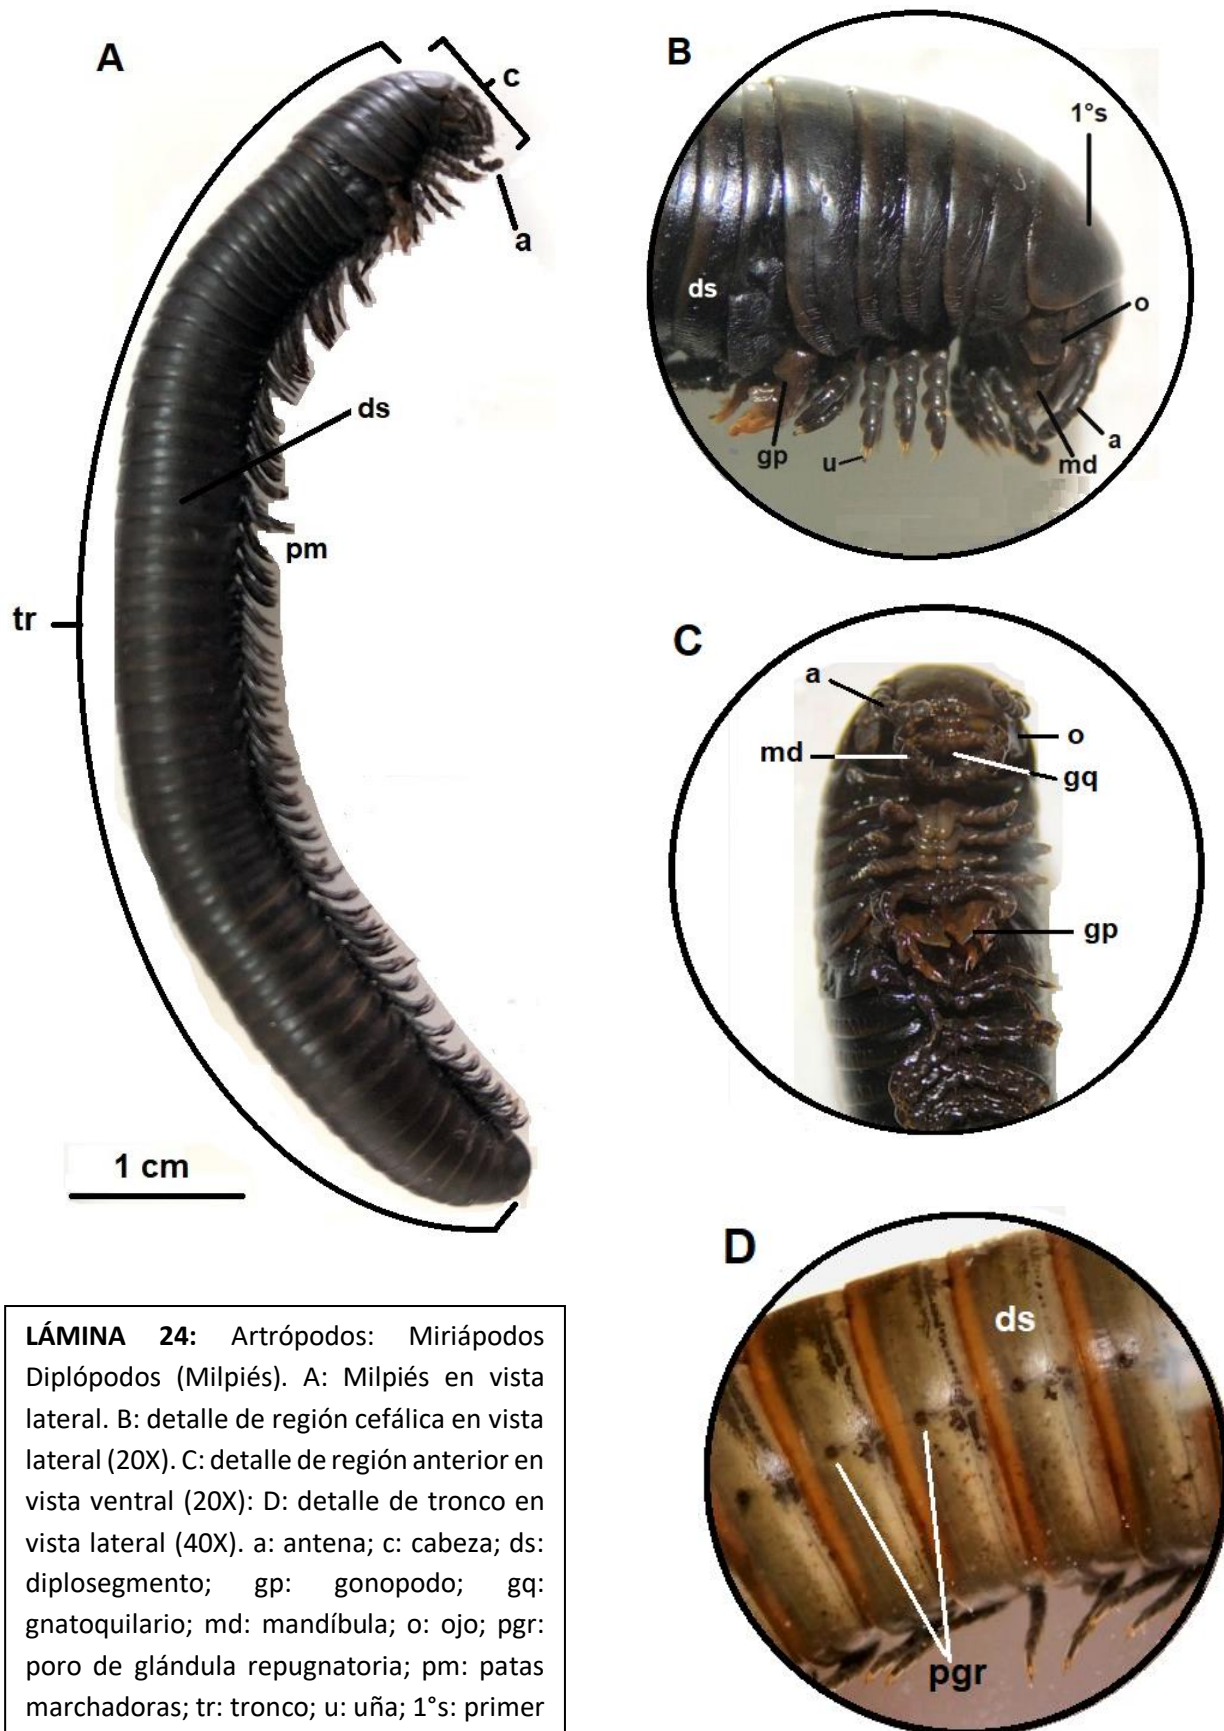 A
c
a
ds
pm
tr
1 cm
B
1°s
ds
o
gp
u
md
a
C
a
md
o
gq
gp
D
ds
pgr
LÁMINA 24: Artrópodos: Miriápodos
Diplópodos (Milpiés). A: Milpiés en vista
lateral. B: detalle de región cefálica en vista
lateral (20X). C: detalle de región anterior en
vista ventral (20X): D: detalle de tronco en
vista lateral (40X). a: antena; c: cabeza; ds:
diplosegmento; gp: gonopodo; gq:
gnatoquilario; md: mandíbula; o: ojo; pgr:
poro de glándula repugnatoria; pm: patas
marchadoras; tr: tronco; u: uña; 1°s: primer